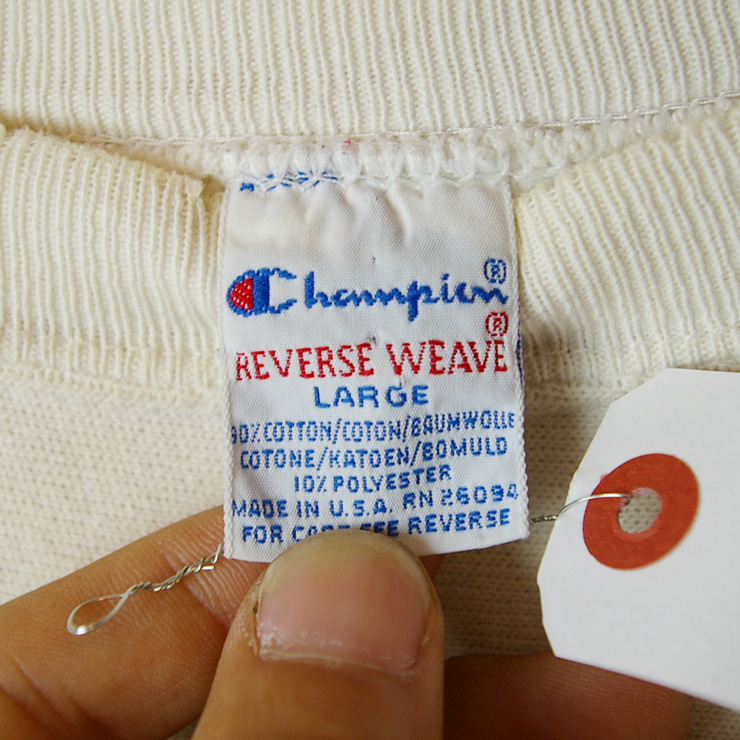 Champion®
REVERSE WEAVE®
LARGE
90% COTTON/COTON/BAUMWOLLE
COTONE/KATOEN/BOMULD
10% POLYESTER
MADE IN U.S.A. RN 26094
FOR CARE SEE REVERSE